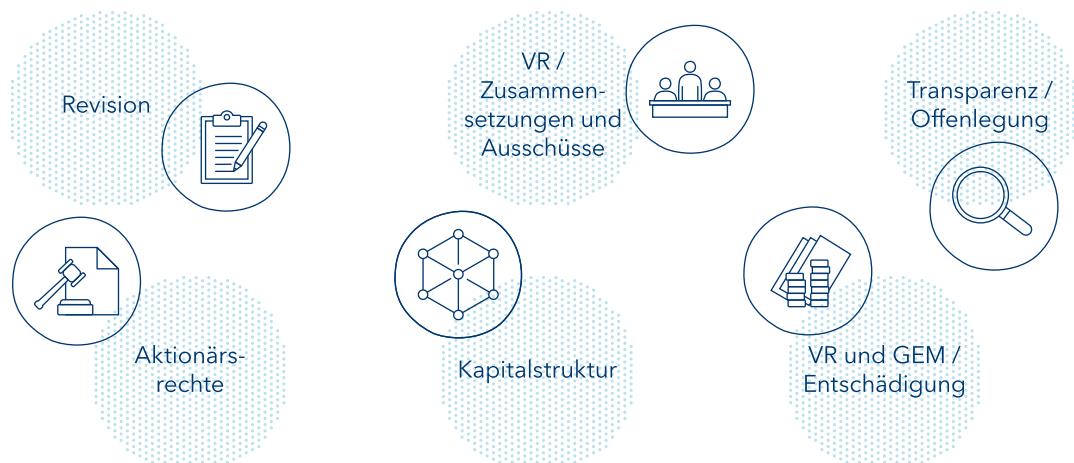 Revision
VR /
Zusammen-
setzungen und
Ausschüsse
Transparenz /
Offenlegung
Aktionärs-
rechte
Kapitalstruktur
VR und GEM /
Entschädigung